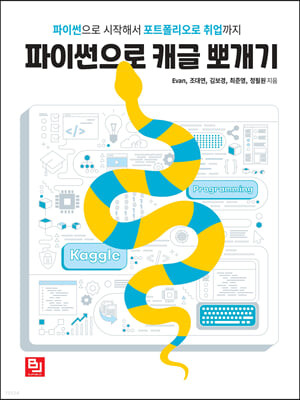 파이썬으로 시작해서 포트폴리오로 취업까지
파이썬으로 캐글 뽀개기
Evan, 조대연, 김보경, 최준영, 정필원 지음
</>
Programming
Kaggle
BJ